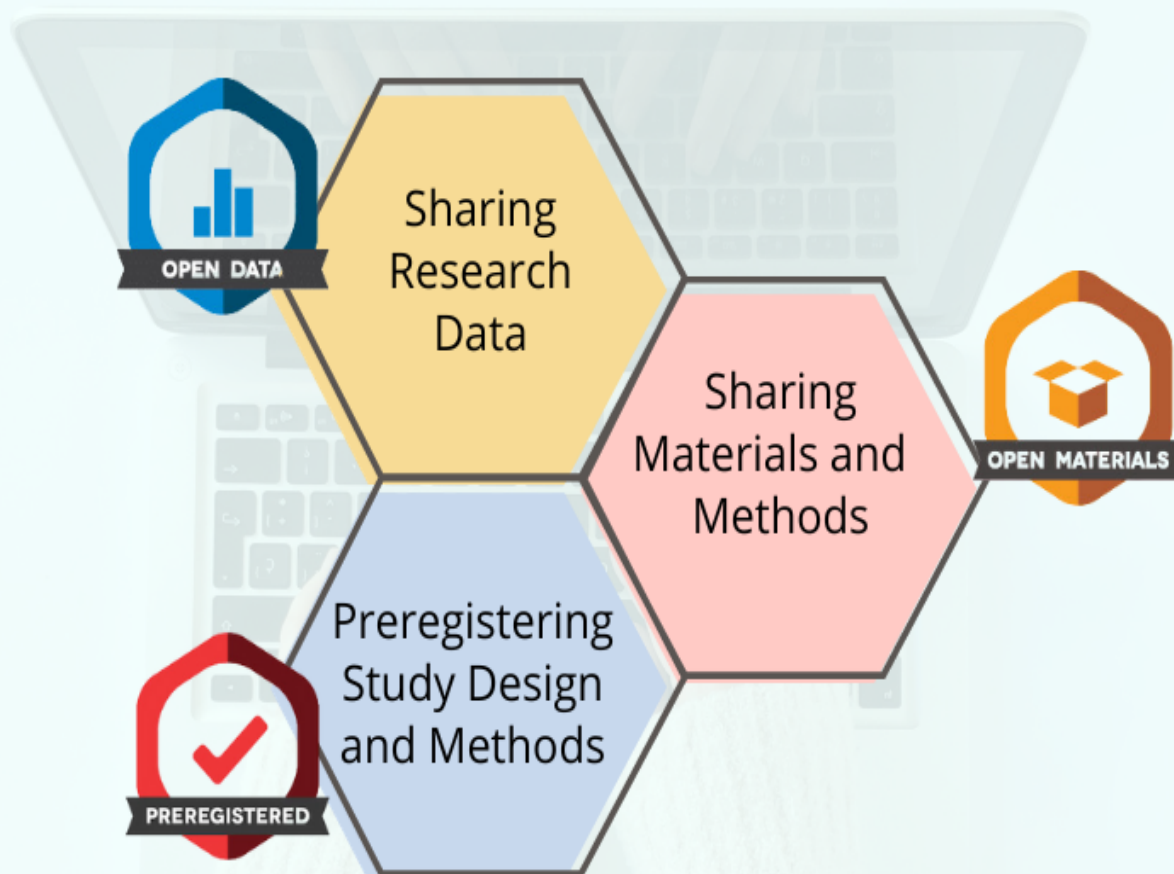 OPEN DATA
Sharing
Research
Data
Sharing
Materials and
Methods
OPEN MATERIALS
Preregistering
Study Design
and Methods
PREREGISTERED